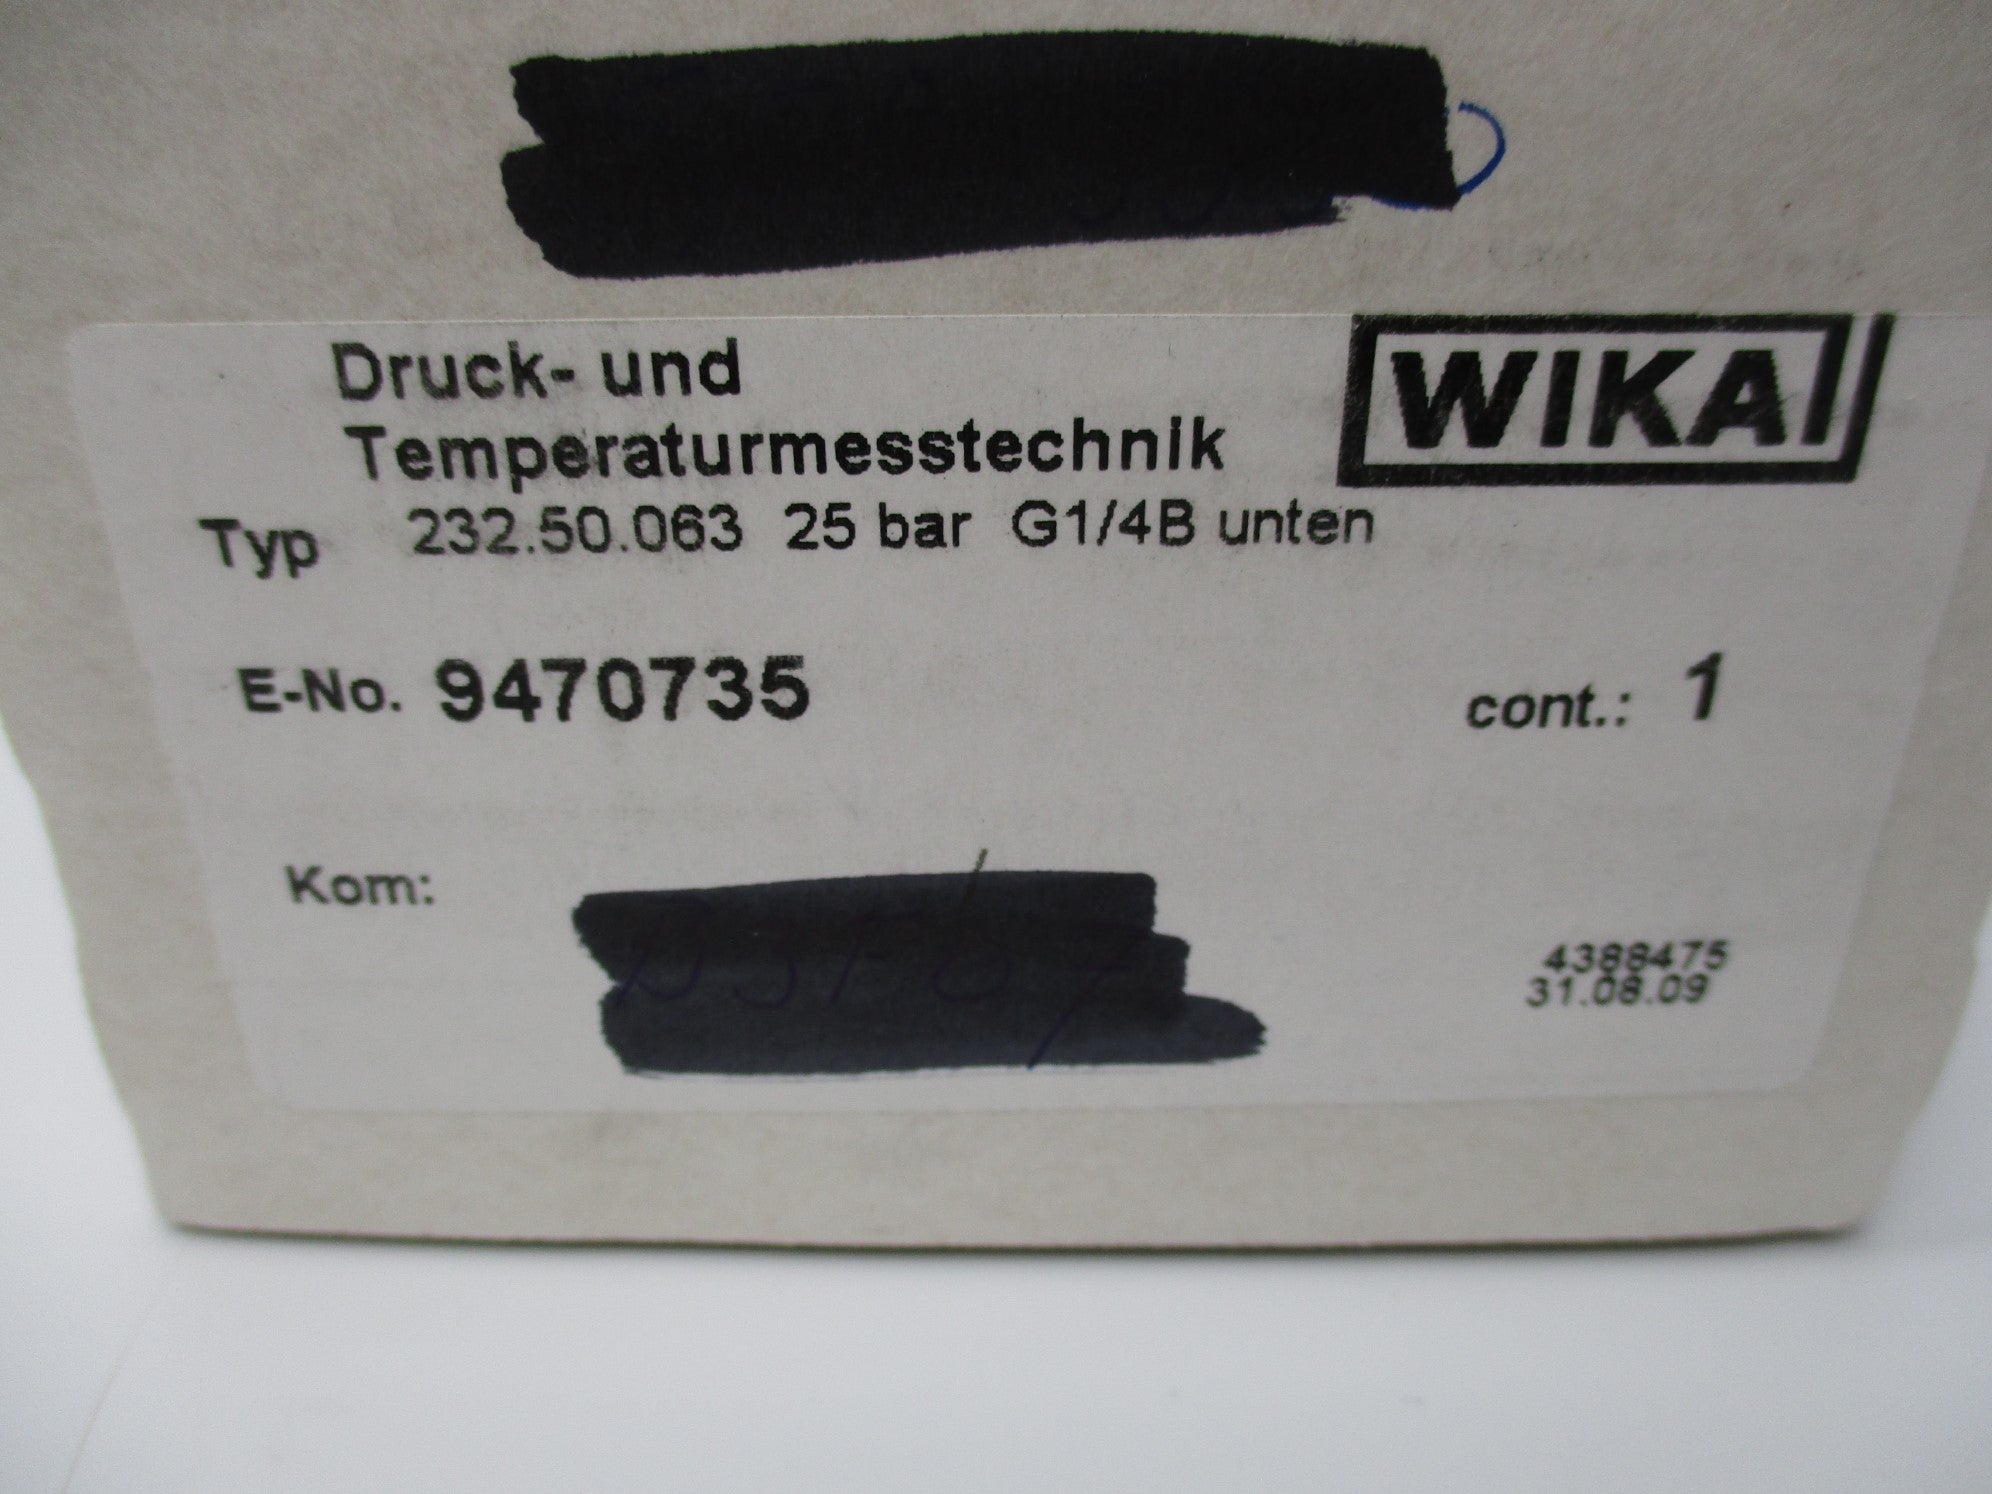 Druck- und
Temperaturmesstechnik
WIKA
Typ 232.50.063 25 bar G1/4B unten
E-No. 9470735 cont.: 1
Kom:
4388475
31.08.09